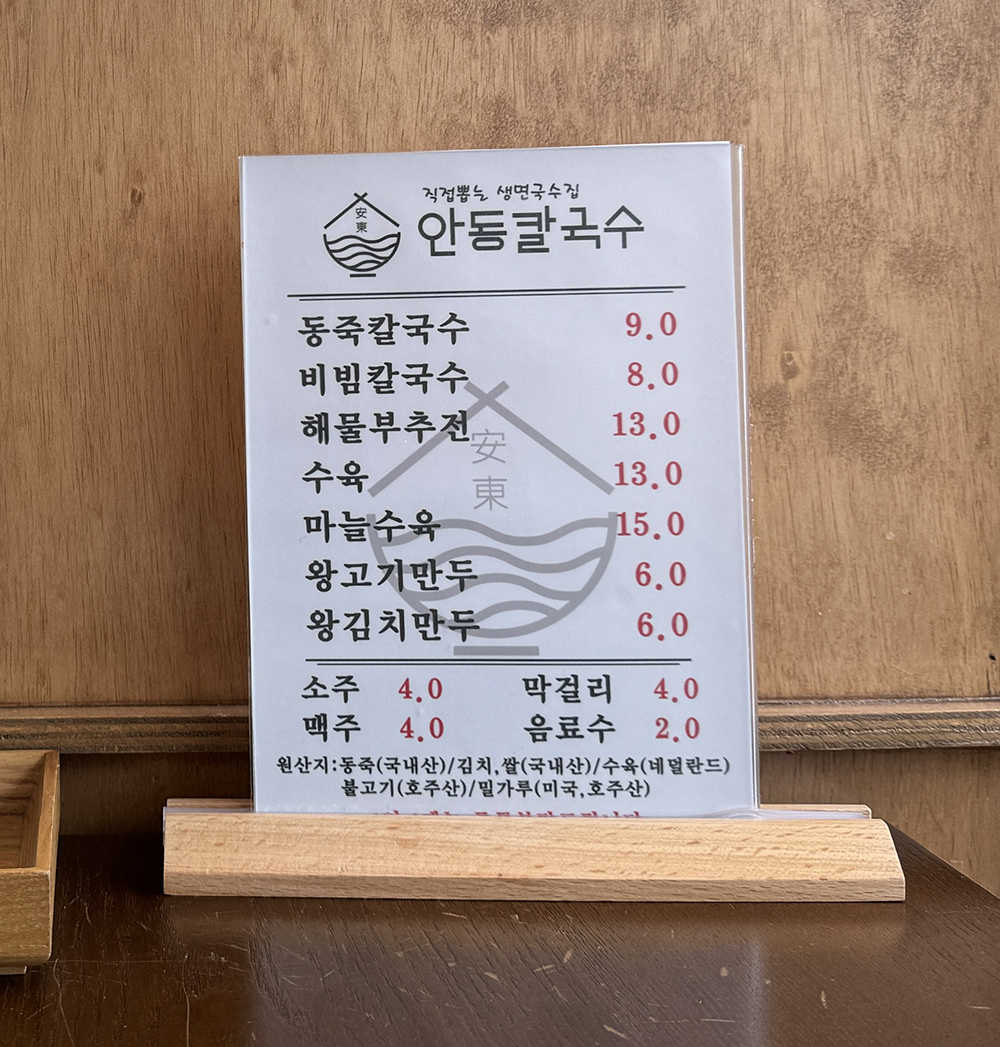 직접뽑는 생면국수집
安東
안동칼국수
동죽칼국수 9.0
비빔칼국수 8.0
해물부추전 13.0
수육 13.0
마늘수육 15.0
왕고기만두 6.0
왕김치만두 6.0
安
東
소주 4.0 막걸리 4.0
맥주 4.0 음료수 2.0
원산지:동죽(국내산)/김치,쌀(국내산)/수육(네덜란드)
불고기(호주산)/밀가루(미국,호주산)